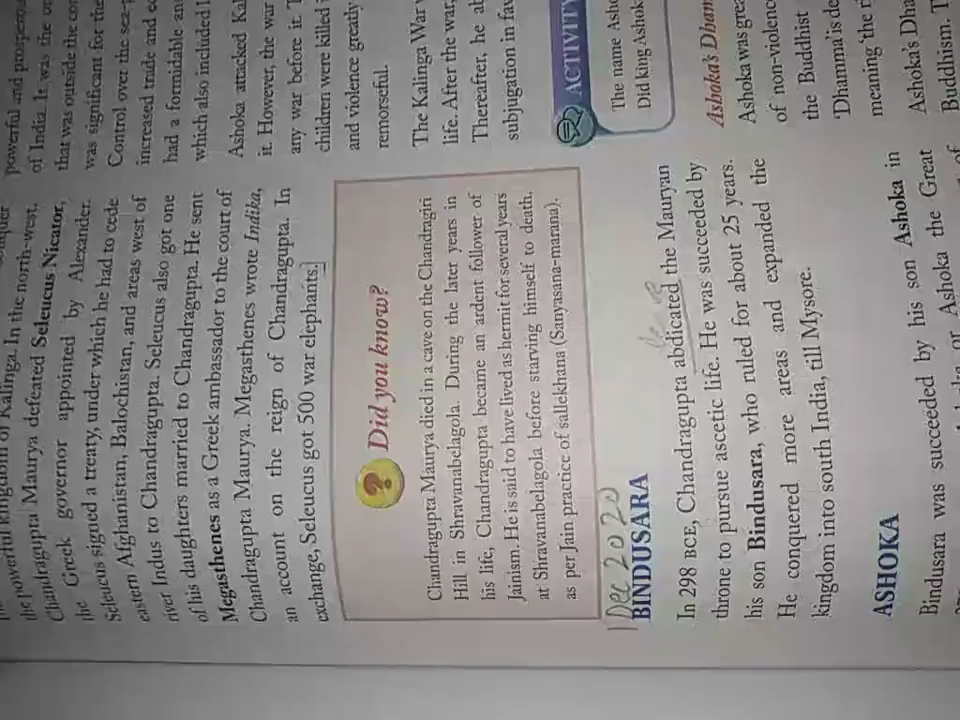 the powerful kingdom of Kalinga. In the north-west,
Chandragupta Maurya defeated Seleucus Nicator,
the Greek governor appointed by Alexander.
Seleucus signed a treaty, under which he had to cede
eastern Afghanistan, Balochistan, and areas west of
river Indus to Chandragupta. Seleucus also got one
of his daughters married to Chandragupta. He sent
Megasthenes as a Greek ambassador to the court of
Chandragupta Maurya. Megasthenes wrote Indika,
an account on the reign of Chandragupta. In
exchange, Seleucus got 500 war elephants.
Did you know?
Chandragupta Maurya died in a cave on the Chandragiri
Hill in Shravanabelagola. During the later years in
his life, Chandragupta became an ardent follower of
Jainism. He is said to have lived as hermit for several years
at Shravanabelagola before starving himself to death,
as per Jain practice of sallekhana (Sanyasana-marana).
Dec 2020
BINDUSARA
In 298 BCE, Chandragupta abdicated the Mauryan
throne to pursue ascetic life. He was succeeded by
his son Bindusara, who ruled for about 25 years.
He conquered more areas and expanded the
kingdom into south India, till Mysore.
ASHOKA
Bindusara was succeeded by his son Ashoka in
or Ashoka the Great
powerful and
of India. It was the
that was outside the
was significant for the
Control over the
increased trade and
had a formidable
which also included
Ashoka attacked
it. However, the war
any war before it.
children were killed
and violence greatly
remorseful.
The Kalinga War
life. After the war,
Thereafter, he
subjugation in
ACTIVITY
The name
Did king
Ashoka's
Ashoka was
of non-violence
the Buddhist
'Dhamma' is
meaning 'the
Ashoka's
Buddhism.